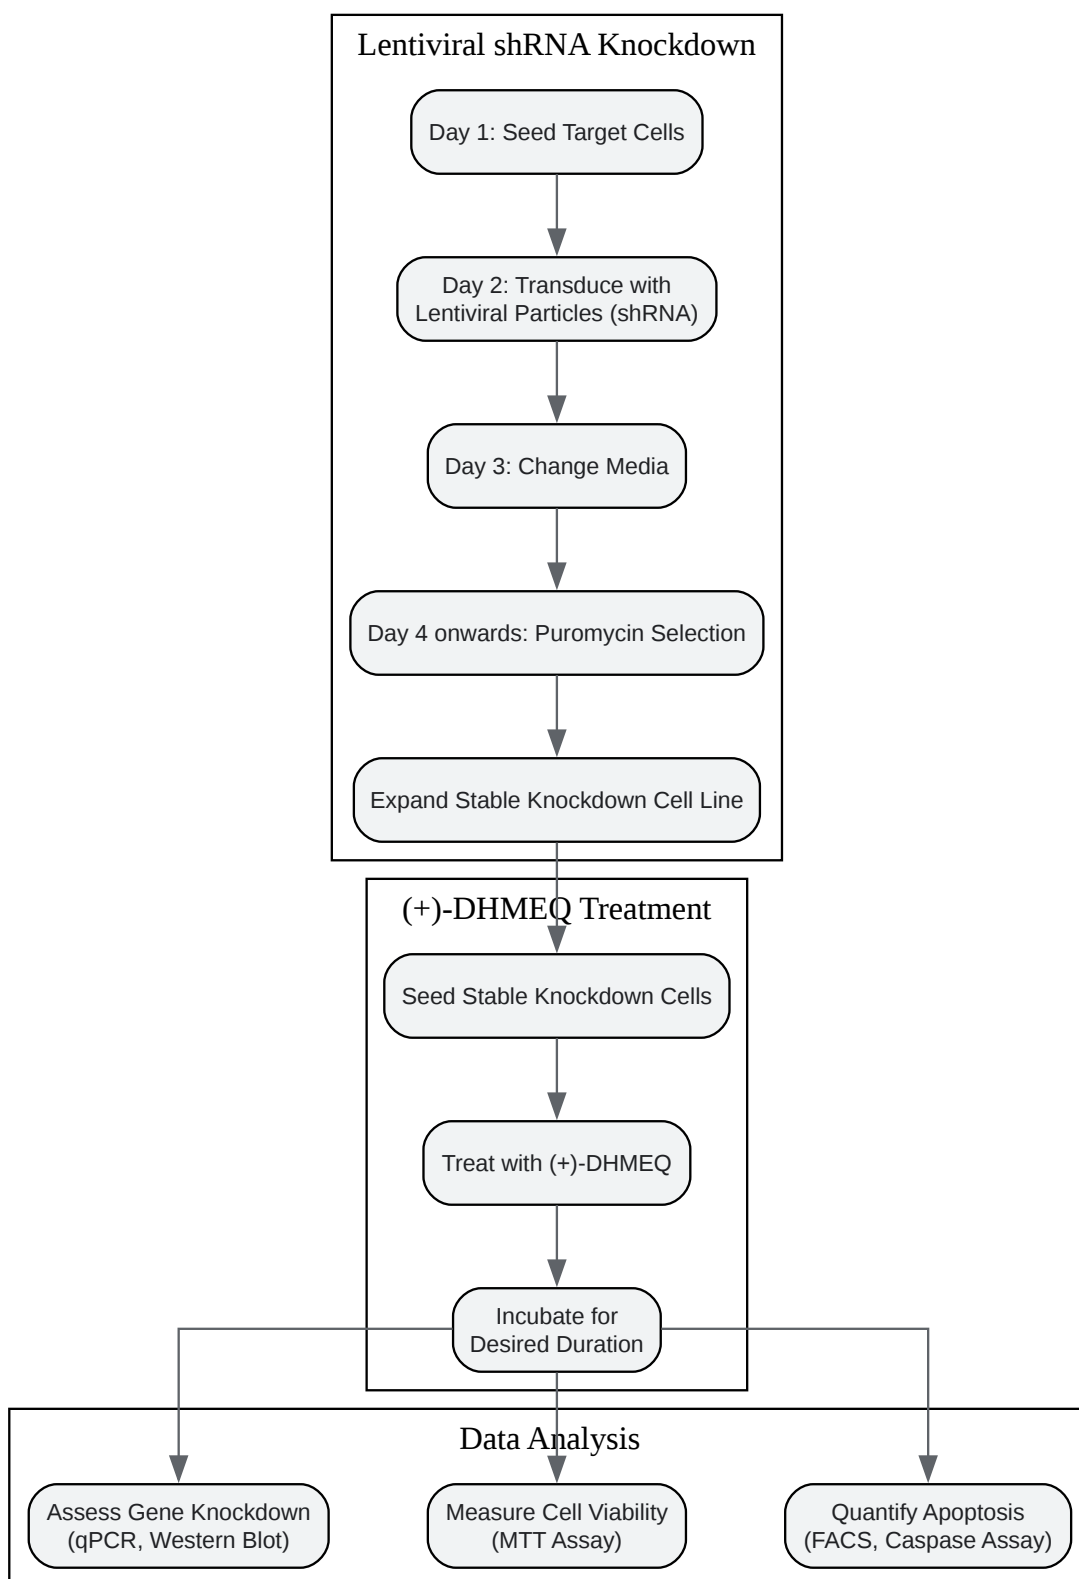 Lentiviral shRNA Knockdown
Day 1: Seed Target Cells
Day 2: Transduce with
Lentiviral Particles (shRNA)
Day 3: Change Media
Day 4 onwards: Puromycin Selection
Expand Stable Knockdown Cell Line
(+)-DHMEQ Treatment
Seed Stable Knockdown Cells
Treat with (+)-DHMEQ
Incubate for
Desired Duration
Data Analysis
Assess Gene Knockdown
(qPCR, Western Blot)
Measure Cell Viability
(MTT Assay)
Quantify Apoptosis
(FACS, Caspase Assay)